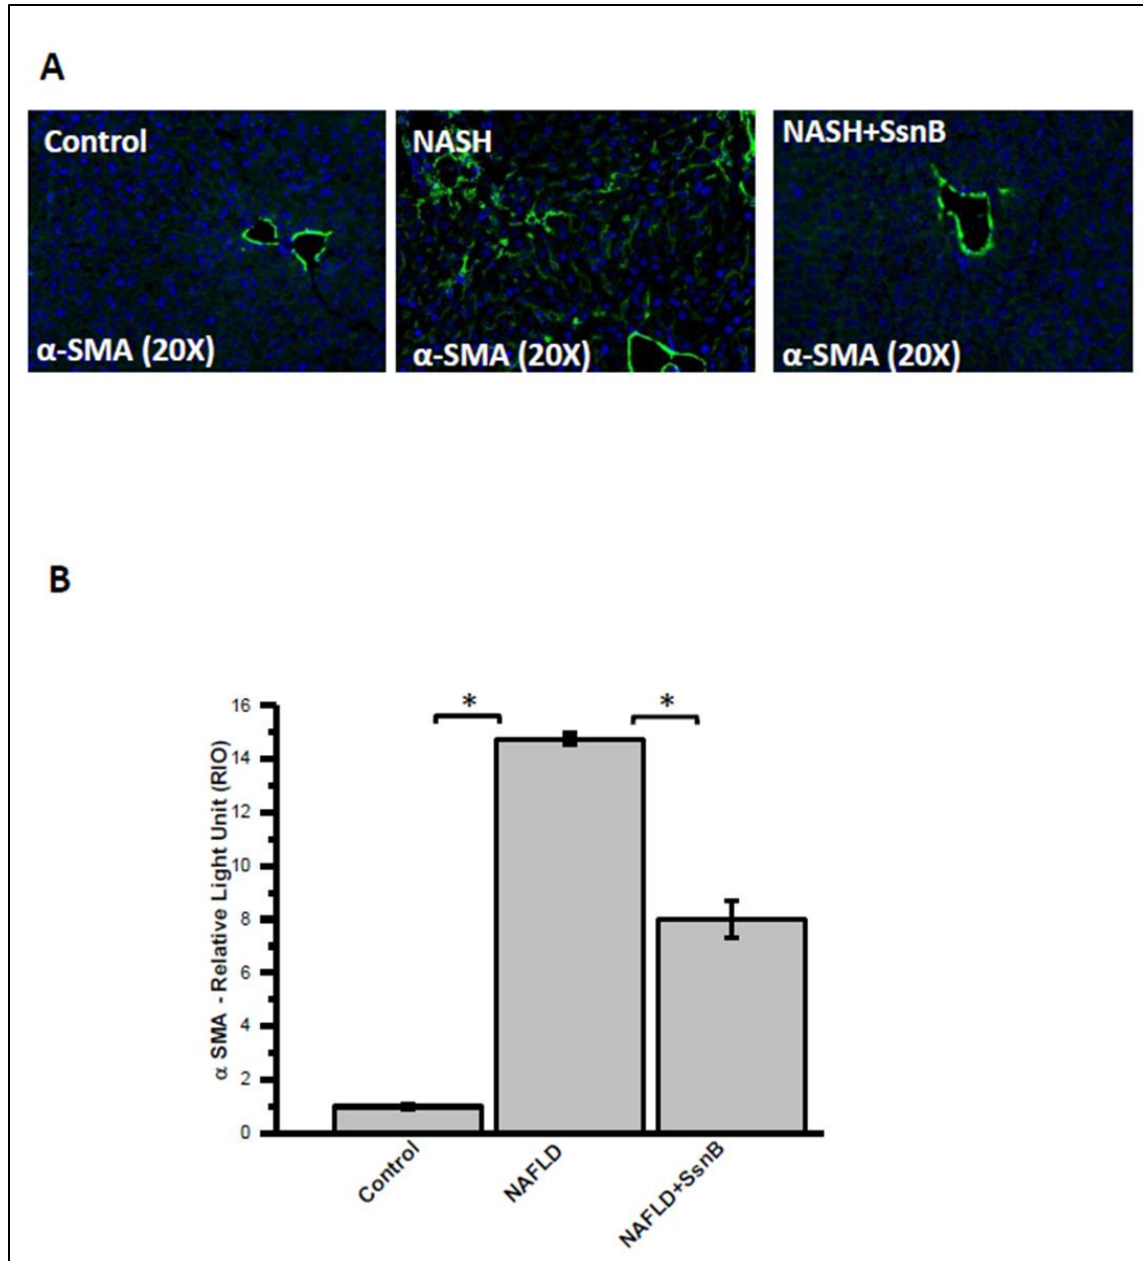 A
Control
NASH
NASH+SsnB
α-SMA (20X)
α-SMA (20X)
α-SMA (20X)
B
α SMA - Relative Light Unit (RIO)
16
14
12
10
8
6
4
2
0
*
*
Control
NAFLD
NAFLD+SsnB